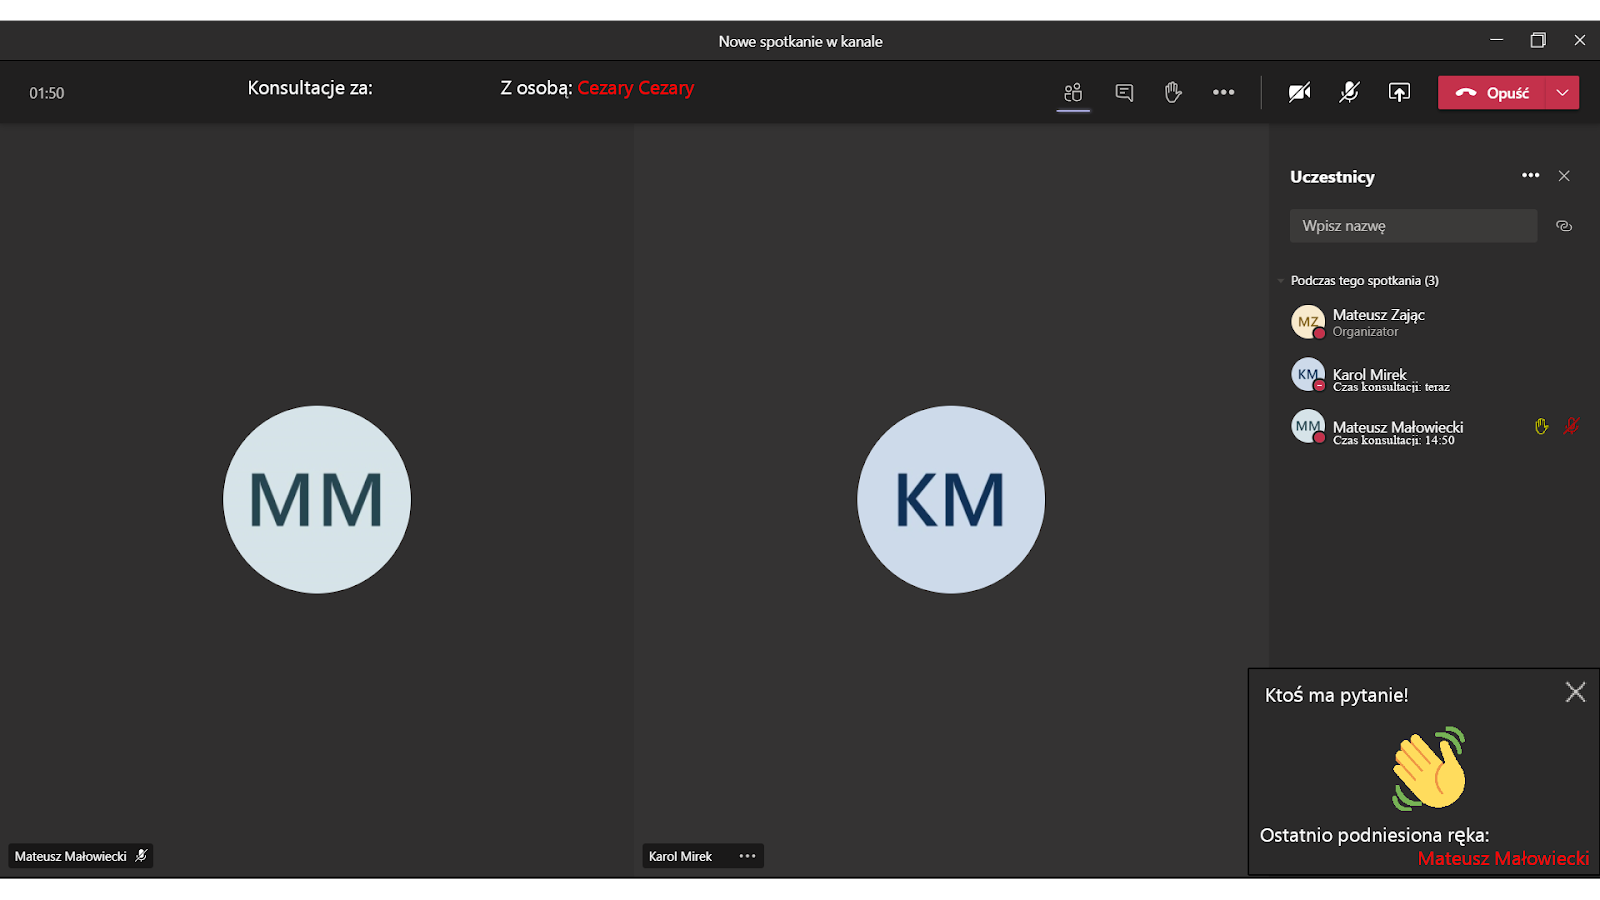 Nowe spotkanie w kanale
01:50
Konsultacje za:
Z osobą: Cezary Cezary
Opuść
Uczestnicy
Wpisz nazwę
Podczas tego spotkania (3)
MZ
Mateusz Zając
Organizator
KM
Karol Mirek
Czas konsultacji: teraz
MM
Mateusz Małowiecki
Czas konsultacji: 14:50
MM
KM
Ktoś ma pytanie!
Ostatnio podniesiona ręka:
Mateusz Małowiecki
Mateusz Małowiecki
Karol Mirek